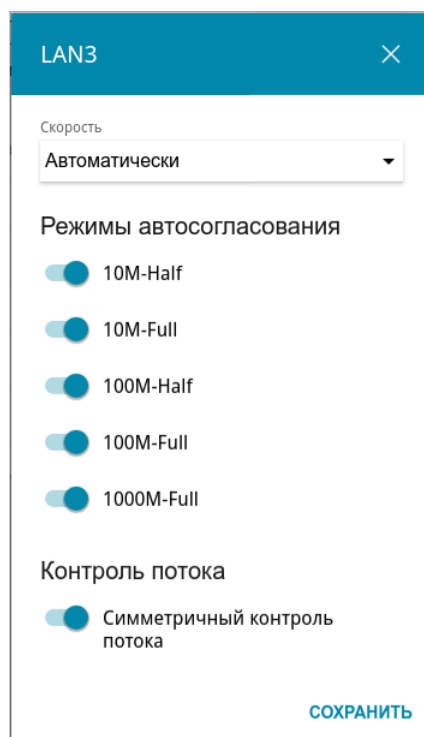 LAN3
Скорость
Автоматически
Режимы автосогласования
10M-Half
10M-Full
100M-Half
100M-Full
1000M-Full
Контроль потока
Симметричный контроль
потока
СОХРАНИТЬ